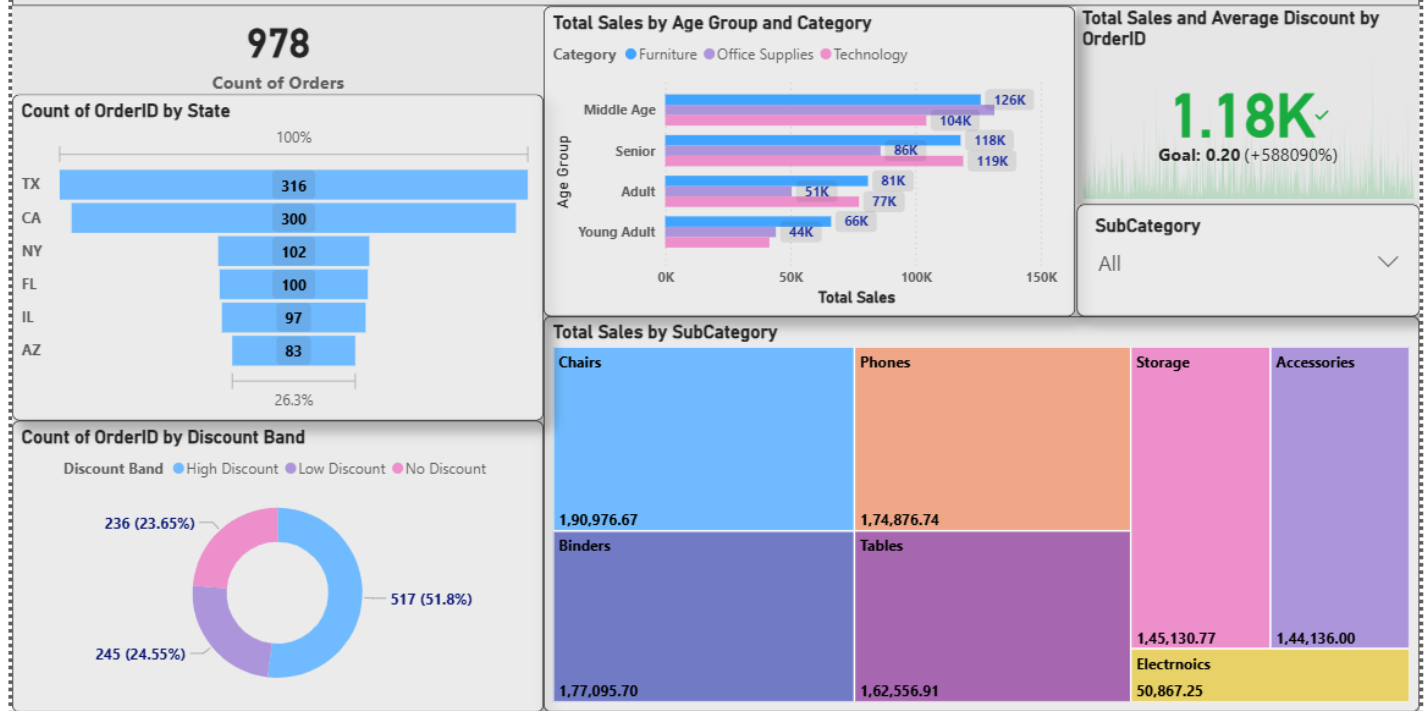 978
Count of Orders
Count of OrderID by State
100%
TX 316
CA 300
NY 102
FL 100
IL 97
AZ 83
26.3%
Count of OrderID by Discount Band
Discount Band High Discount Low Discount No Discount
236 (23.65%)
517 (51.8%)
245 (24.55%)
Total Sales by Age Group and Category
Category Furniture Office Supplies Technology
Age Group
Middle Age 126K
104K
Senior 118K
86K
119K
Adult 81K
51K
77K
Young Adult 66K
44K
0K 50K 100K 150K
Total Sales
Total Sales and Average Discount by
OrderID
1.18K
Goal: 0.20 (+588090%)
SubCategory
All
Total Sales by SubCategory
Chairs
1,90,976.67
Phones
1,74,876.74
Binders
1,77,095.70
Tables
1,62,556.91
Storage
1,45,130.77
Accessories
1,44,136.00
Electrnoics
50,867.25